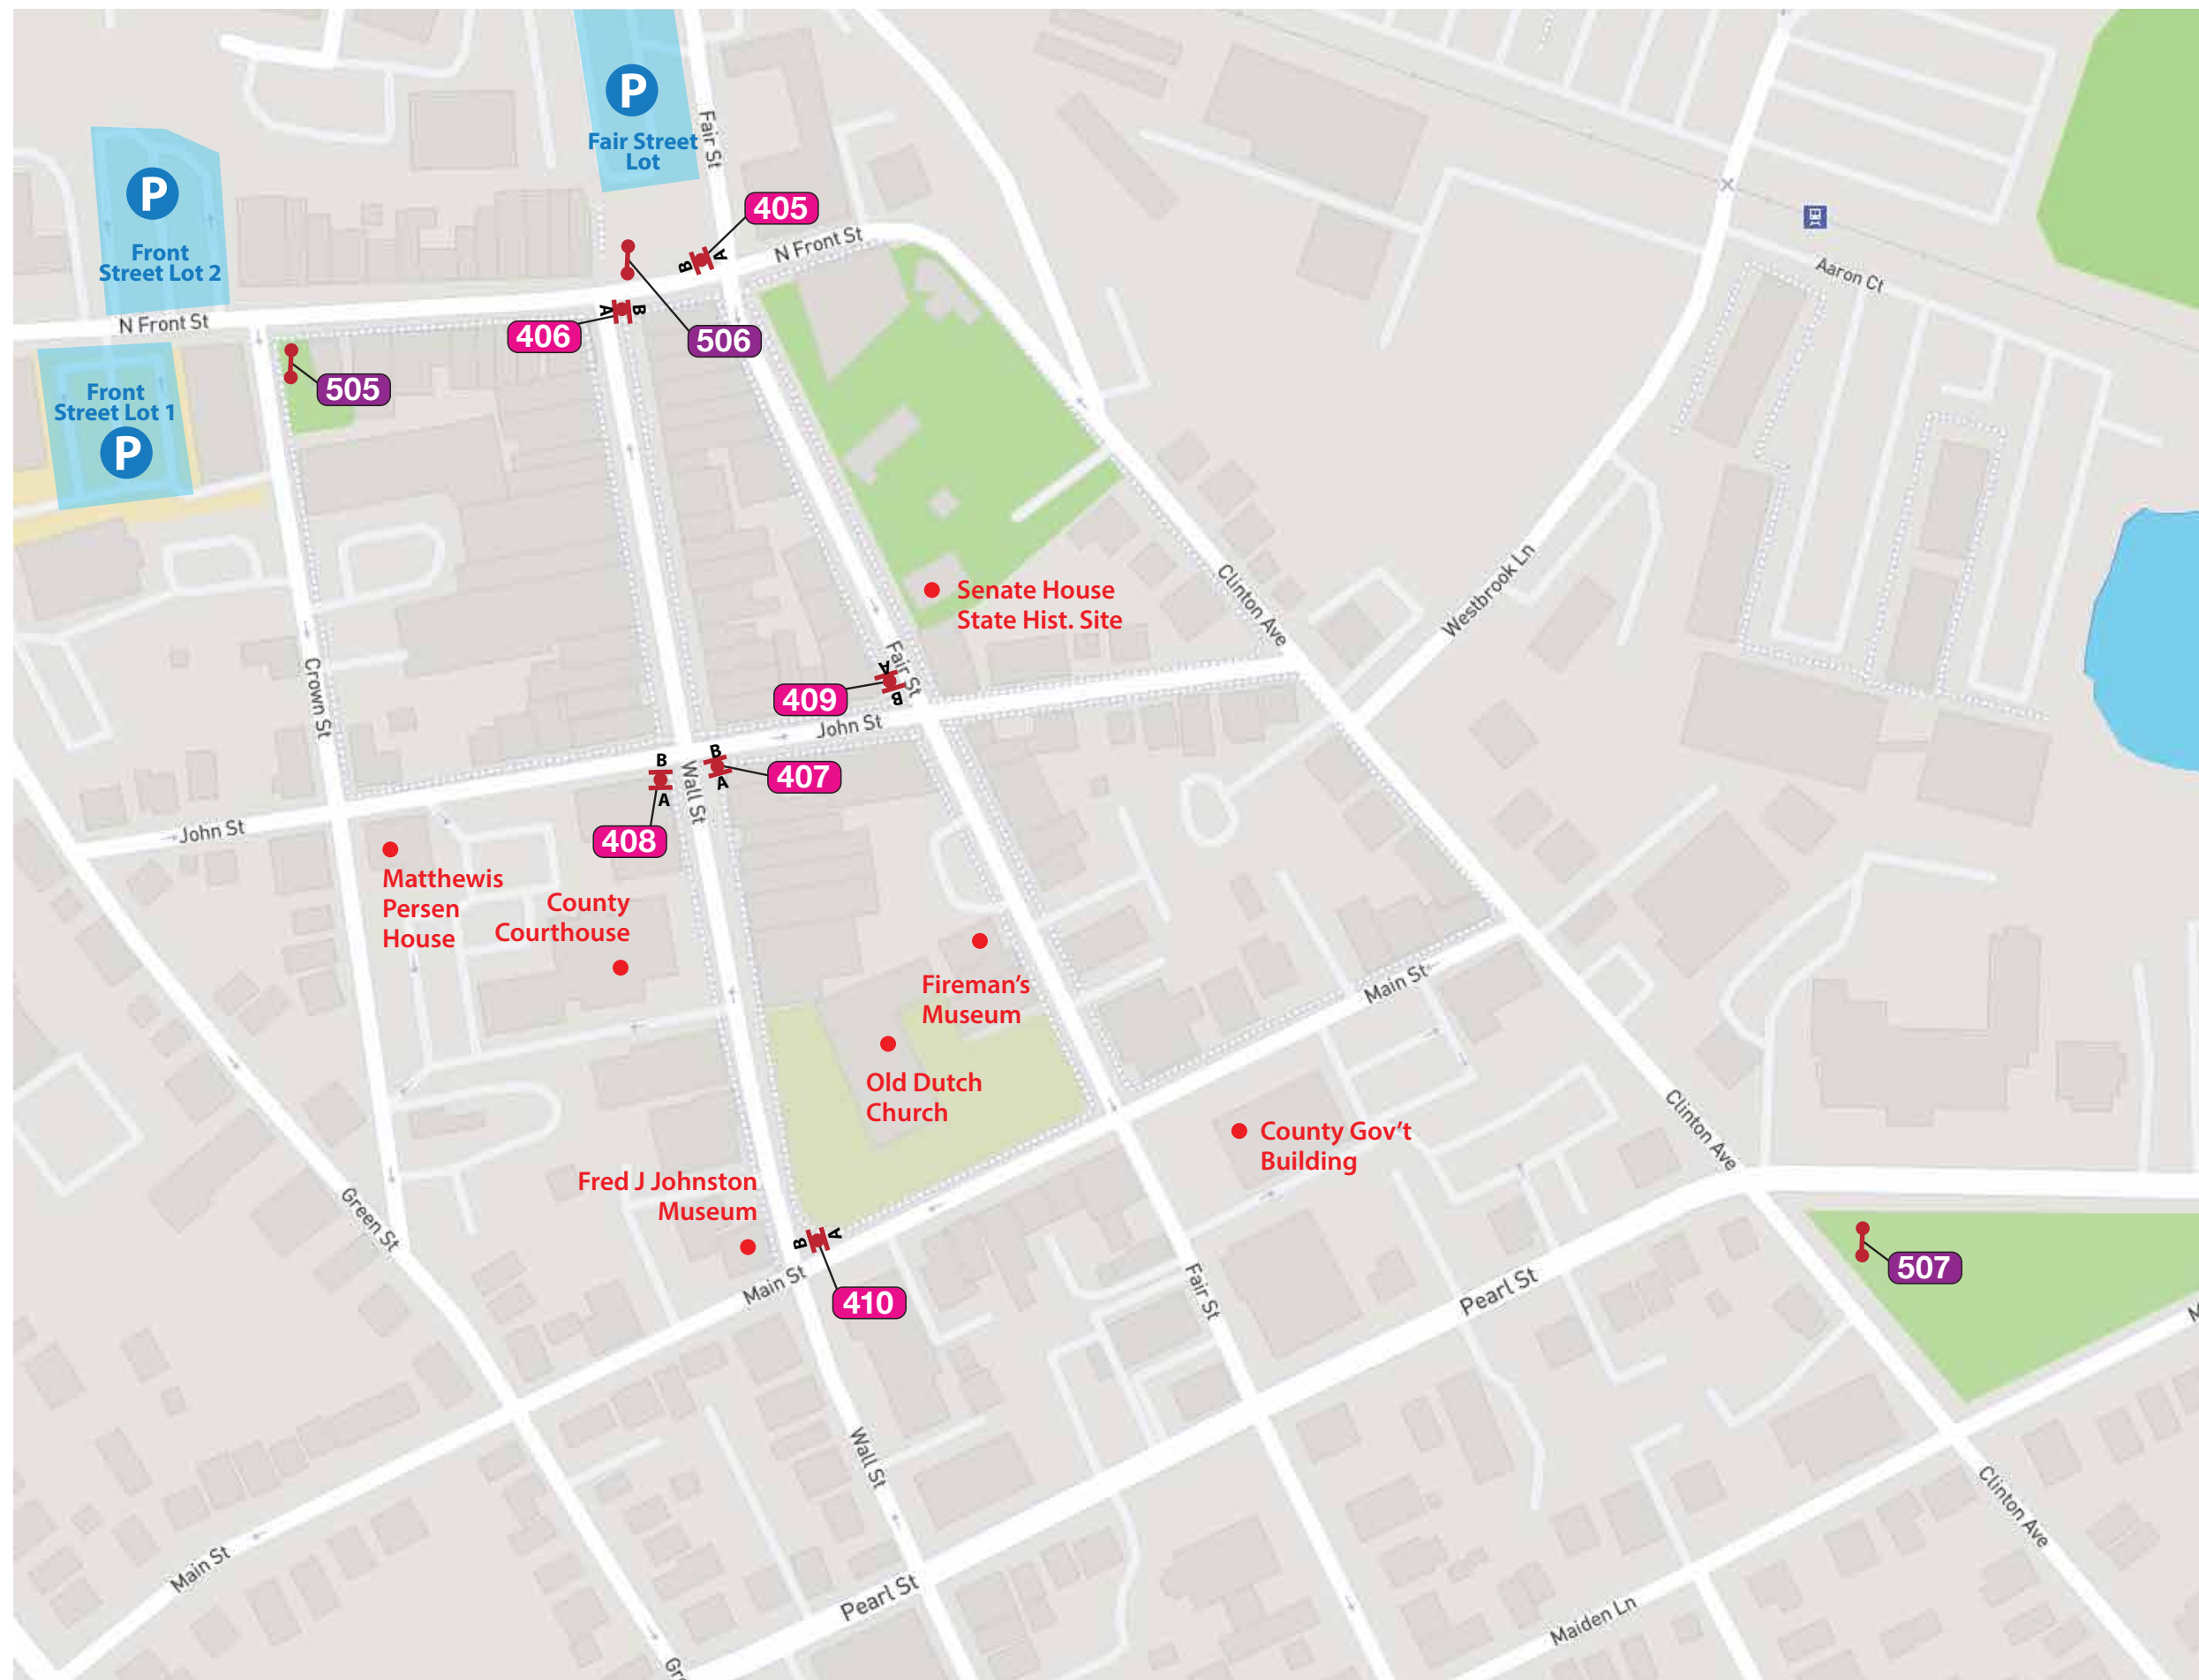 P
Fair Street
Lot
Fair St
P
Front
Street Lot 2
405
B
A
N Front St
Aaron Ct
N Front St
A
B
406
506
Front
Street Lot 1
P
505
Senate House
State Hist. Site
Clinton Ave
Westbrook Ln
Crown St
Fair St
A
B
409
John St
B
A
407
B
A
408
Wall St
John St
Matthewis
Persen
House
County
Courthouse
Fireman's
Museum
Main St
Old Dutch
Church
County Gov't
Building
Clinton Ave
Green St
Fred J Johnston
Museum
B
A
410
Main St
Fair St
Pearl St
507
M
Wall St
Clinton Ave
Main St
Pearl St
Maiden Ln
Gr